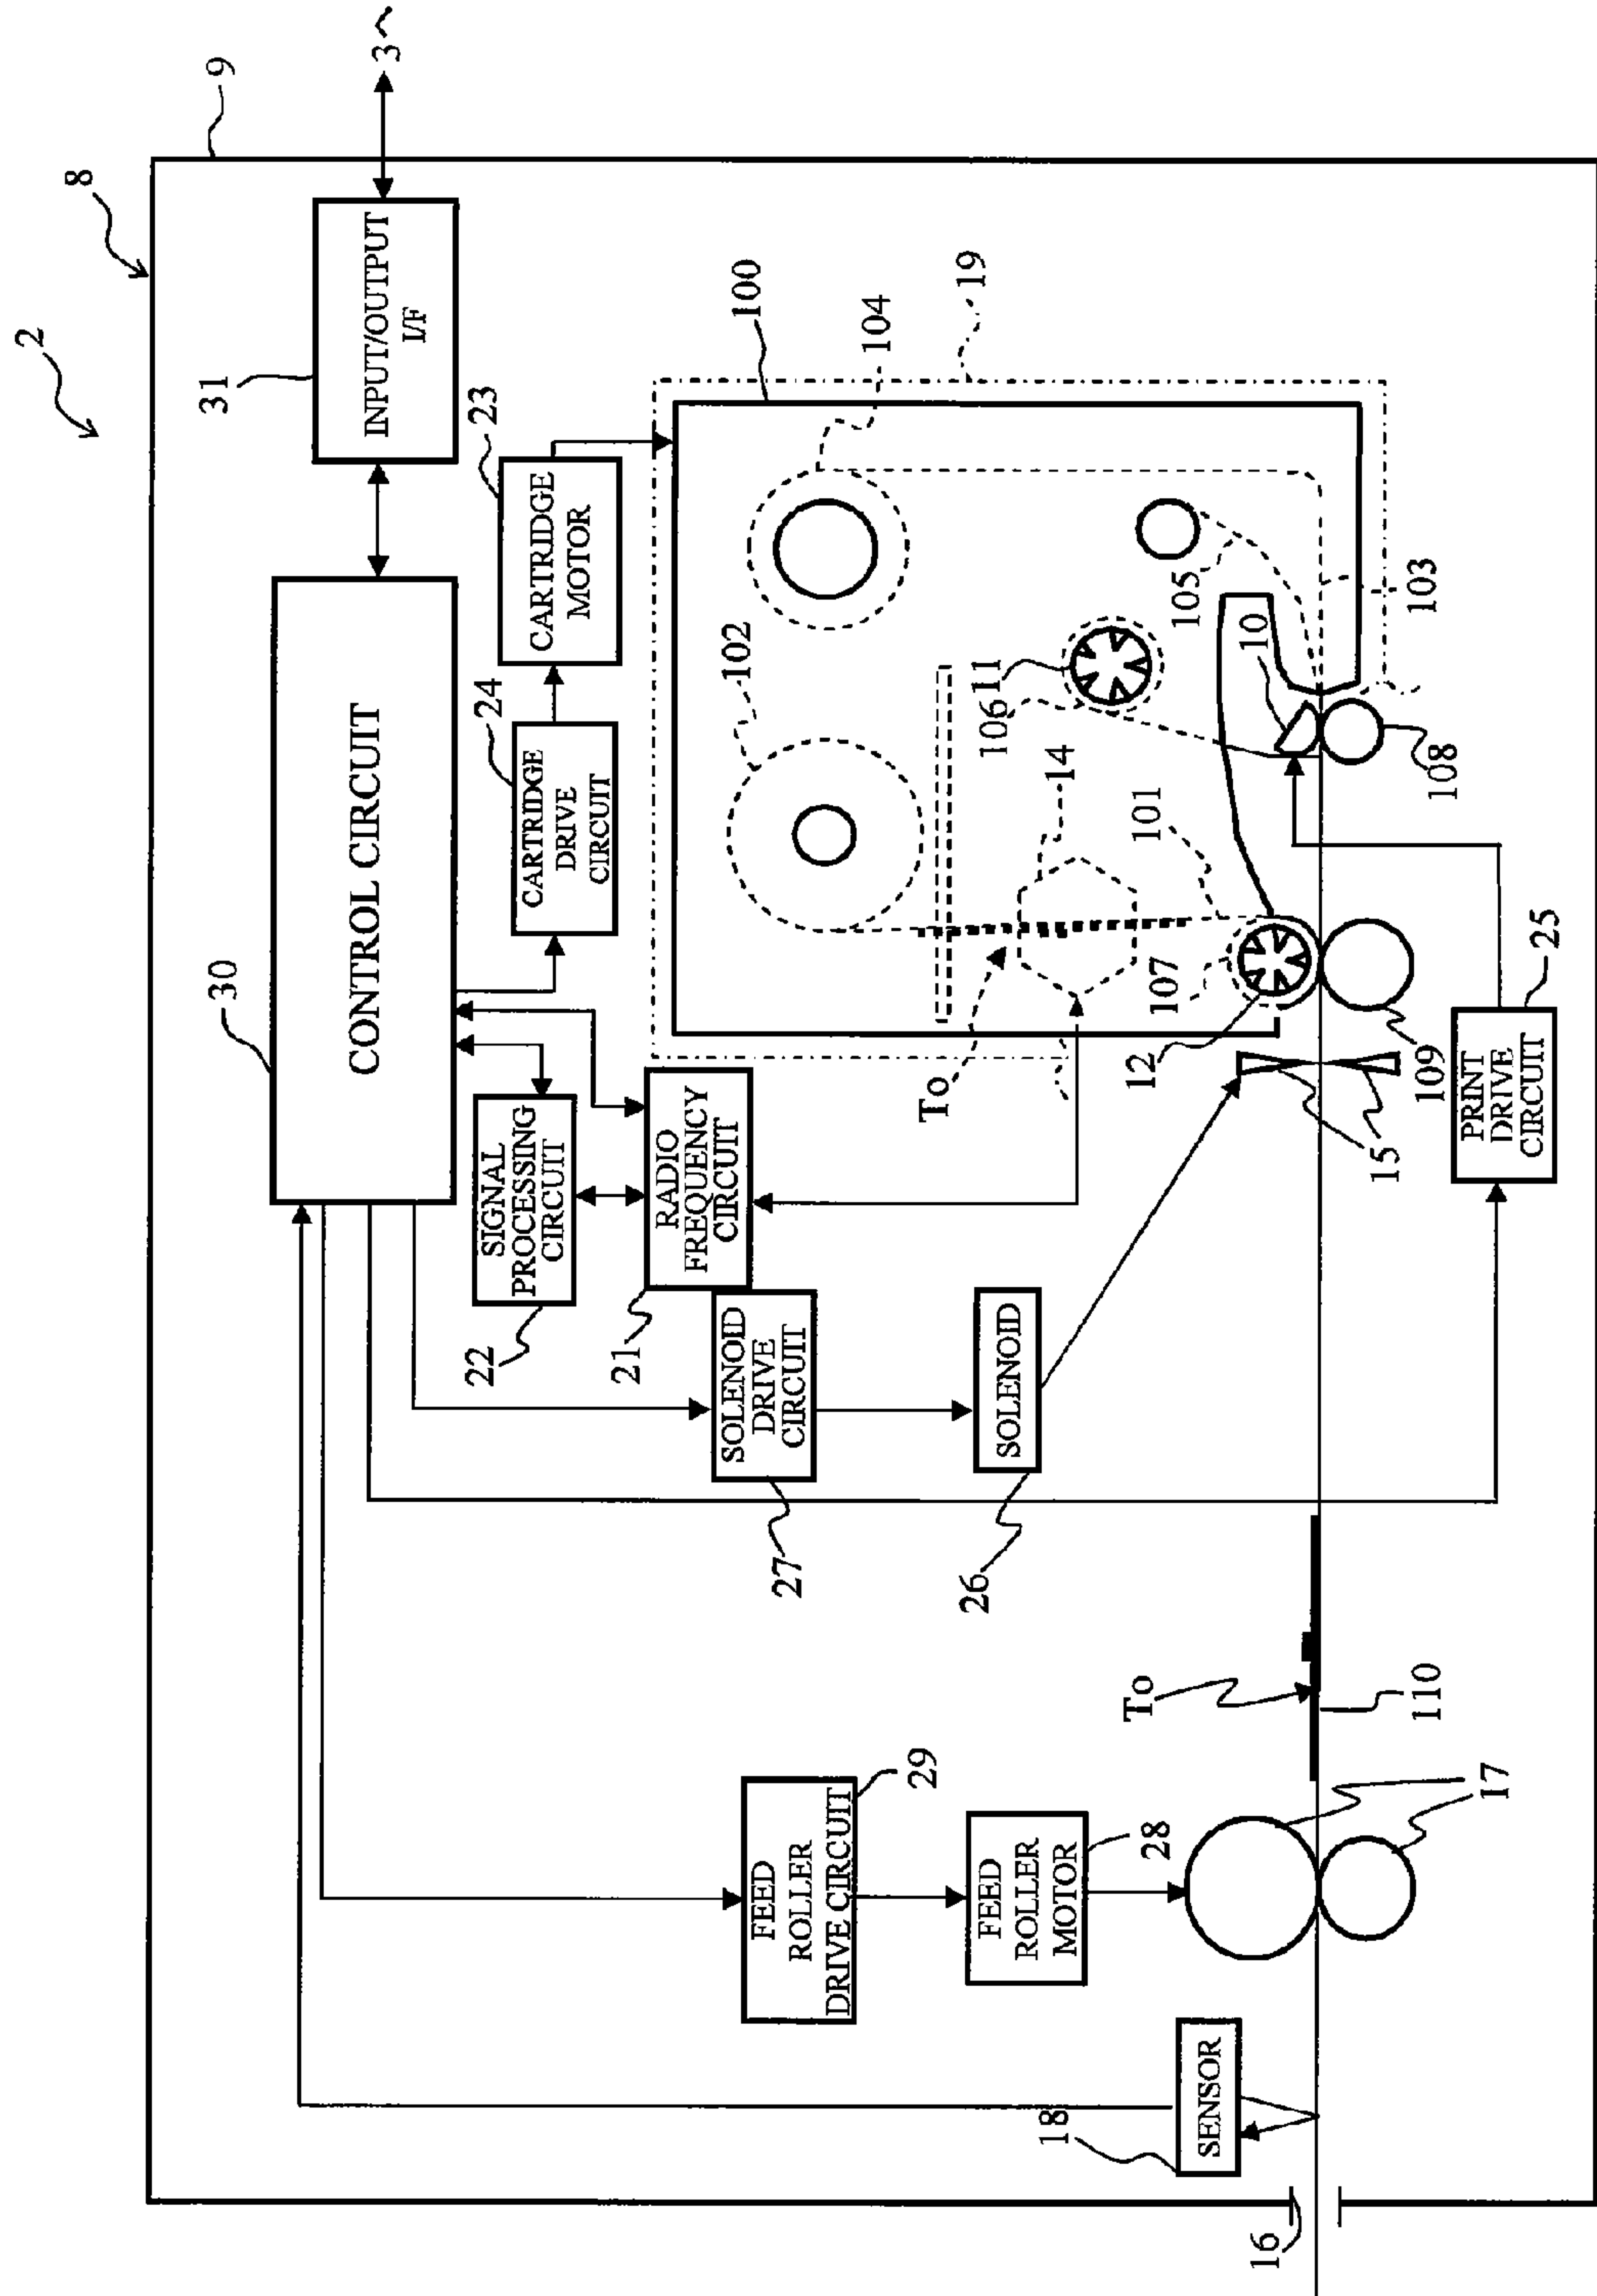 2
8
9
3
31
INPUT/OUTPUT
I/F
30
CONTROL CIRCUIT
23
CARTRIDGE
MOTOR
24
CARTRIDGE
DRIVE
CIRCUIT
22
SIGNAL
PROCESSING
CIRCUIT
21
RADIO
FREQUENCY
CIRCUIT
27
SOLENOID
DRIVE
CIRCUIT
26
SOLENOID
29
FEED
ROLLER
DRIVE CIRCUIT
28
FEED
ROLLER
MOTOR
18
SENSOR
16
17
To
110
15
12
109
25
PRINT
DRIVE
CIRCUIT
19
100
104
102
105
103
10
11
106
14
101
107
108
To